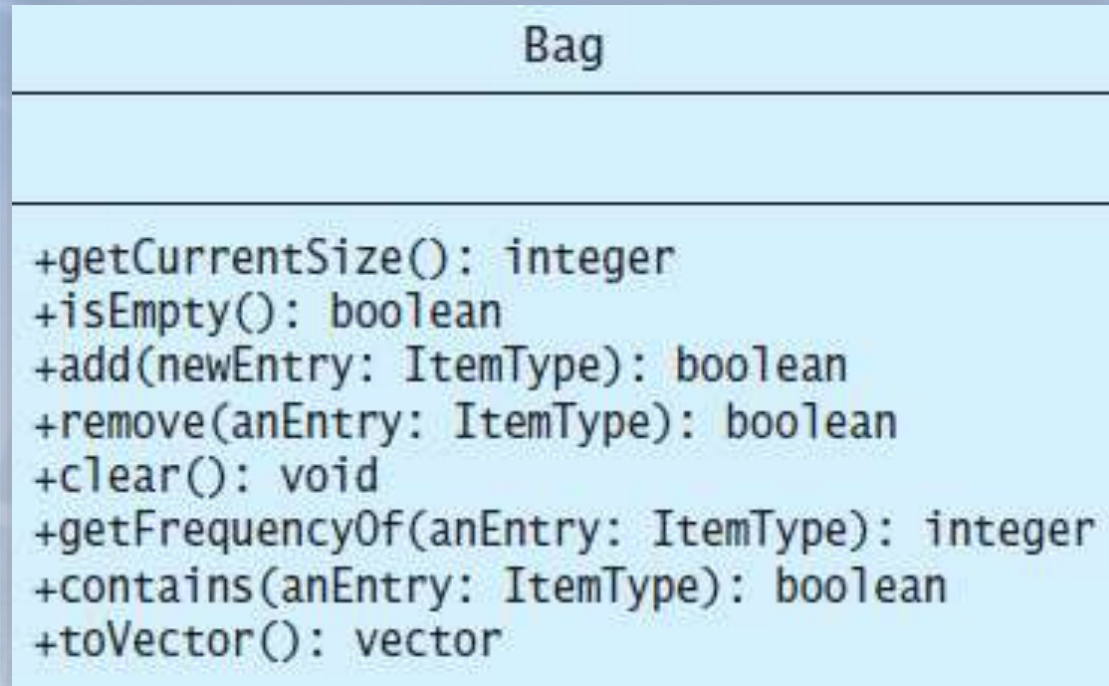 Bag
+getCurrentSize(): integer
+isEmpty(): boolean
+add(newEntry: ItemType): boolean
+remove(anEntry: ItemType): boolean
+clear(): void
+getFrequencyOf(anEntry: ItemType): integer
+contains(anEntry: ItemType): boolean
+toVector(): vector